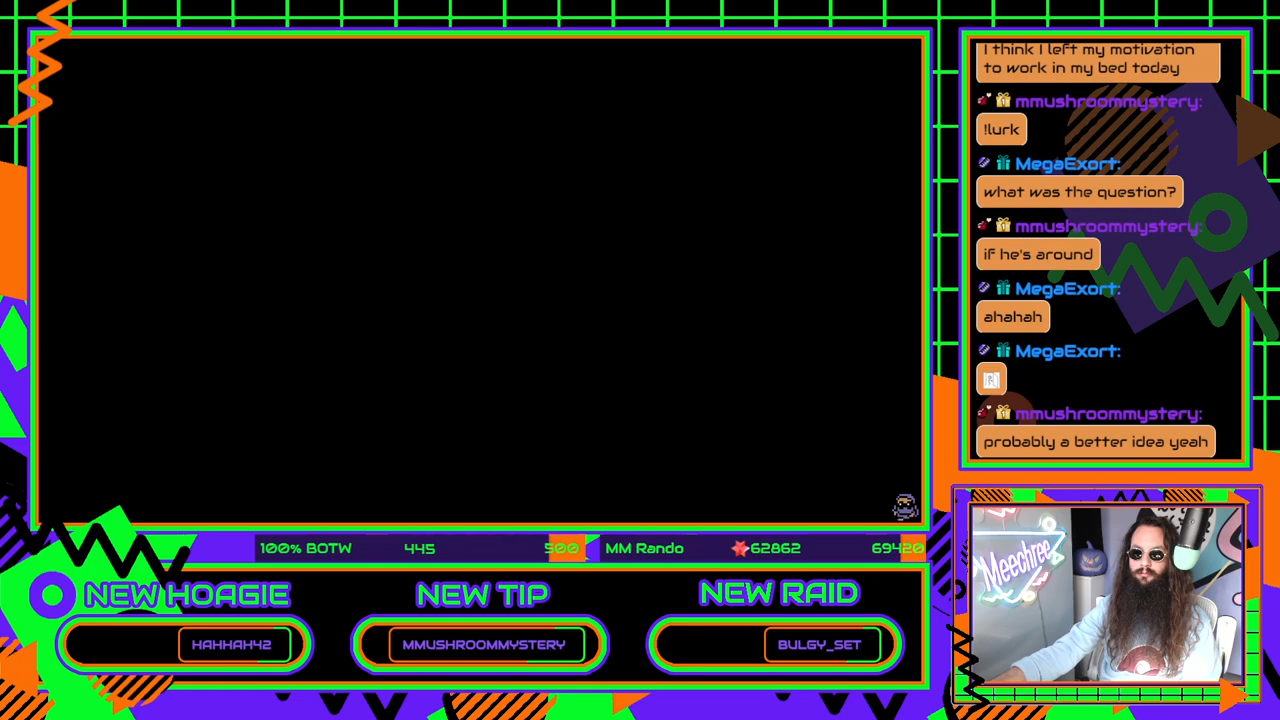 I think I left my motivation
to work in my bed today
mmushroommystery:
!lurk
MegaExort:
what was the question?
mmushroommystery:
if he's around
MegaExort:
ahahah
MegaExort:
mmushroommystery:
probably a better idea yeah
100% BOTW 445 500
MM Rando 62862 69420
NEW HOAGIE
HAHHAH42
NEW TIP
MMUSHROOMMYSTERY
NEW RAID
BULGY_SET
Meechree